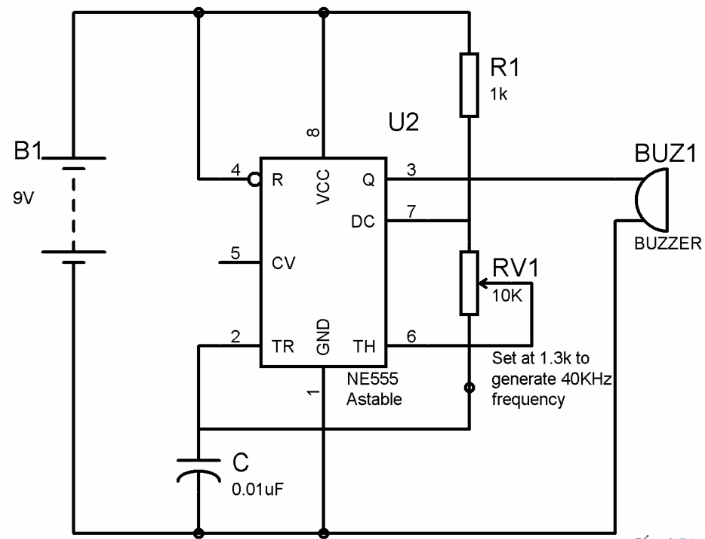 R1
1k
U2
B1
9V
8
BUZ1
4
R
VCC
Q
3
DC
7
BUZZER
5
CV
RV1
10K
2
TR
GND
TH
6
1
NE555
Astable
Set at 1.3k to
generate 40KHz
frequency
C
0.01uF